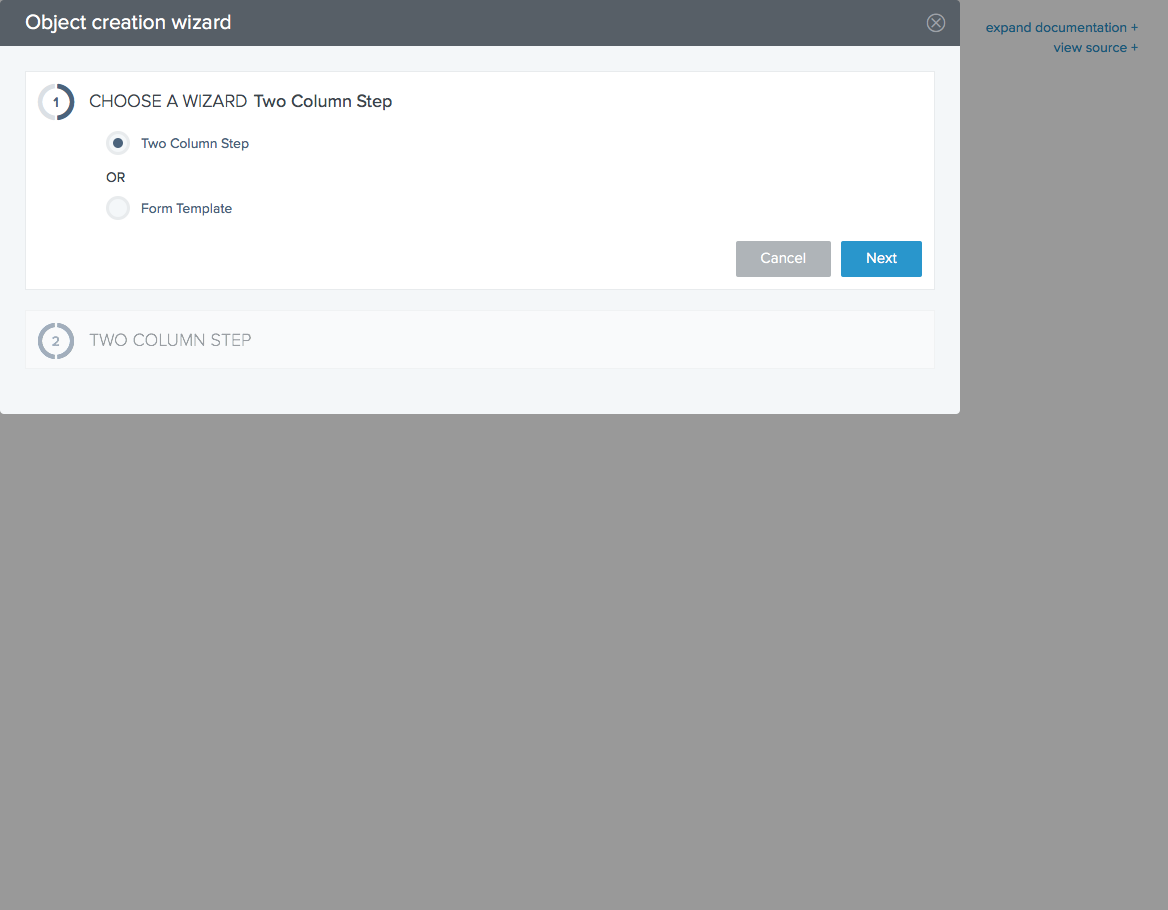 Object creation wizard
expand documentation +
view source +
1 CHOOSE A WIZARD Two Column Step
Two Column Step
OR
Form Template
Cancel Next
2 TWO COLUMN STEP